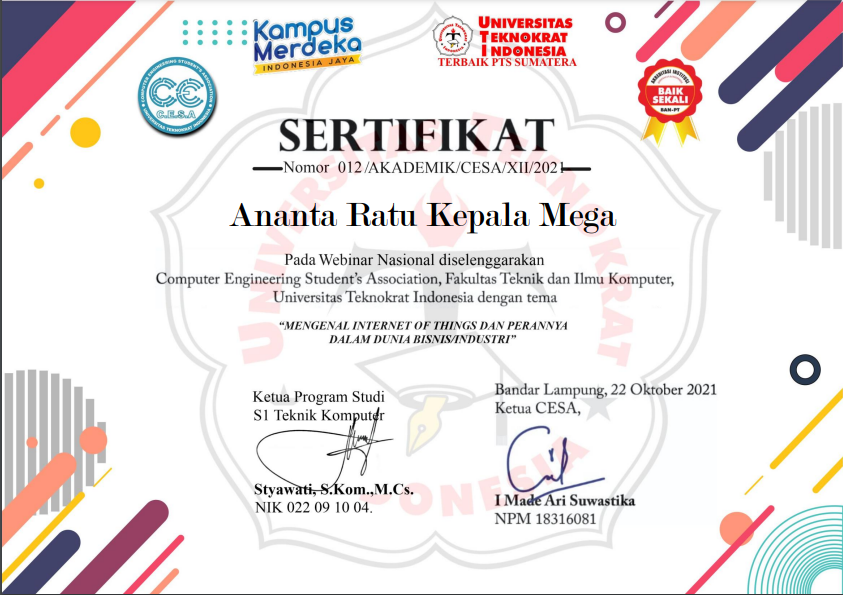 Kampus
Merdeka
INDONESIA JAYA
UNIVERSITAS
TEKNOKRAT
INDONESIA
TERBAIK PTS SUMATERA
COMPUTER ENGINEERING STUDENT'S ASSOCIATION
C.E.S.A
UNIVERSITAS TEKNOKRAT INDONESIA
AKREDITASI INSTITUSI
BAIK
SEKALI
BAN-PT
SERTIFIKAT
Nomor 012/AKADEMIK/CESA/XII/2021
Ananta Ratu Kepala Mega
Pada Webinar Nasional diselenggarakan
Computer Engineering Student's Association, Fakultas Teknik dan Ilmu Komputer,
Universitas Teknokrat Indonesia dengan tema
“MENGENAL INTERNET OF THINGS DAN PERANNYA
DALAM DUNIA BISNIS/INDUSTRI”
Ketua Program Studi
S1 Teknik Komputer
Styawati, S.Kom.,M.Cs.
NIK 022 09 10 04.
Bandar Lampung, 22 Oktober 2021
Ketua CESA,
I Made Ari Suwastika
NPM 18316081
UNIVERSITAS TEKNOKRAT
INDONESIA